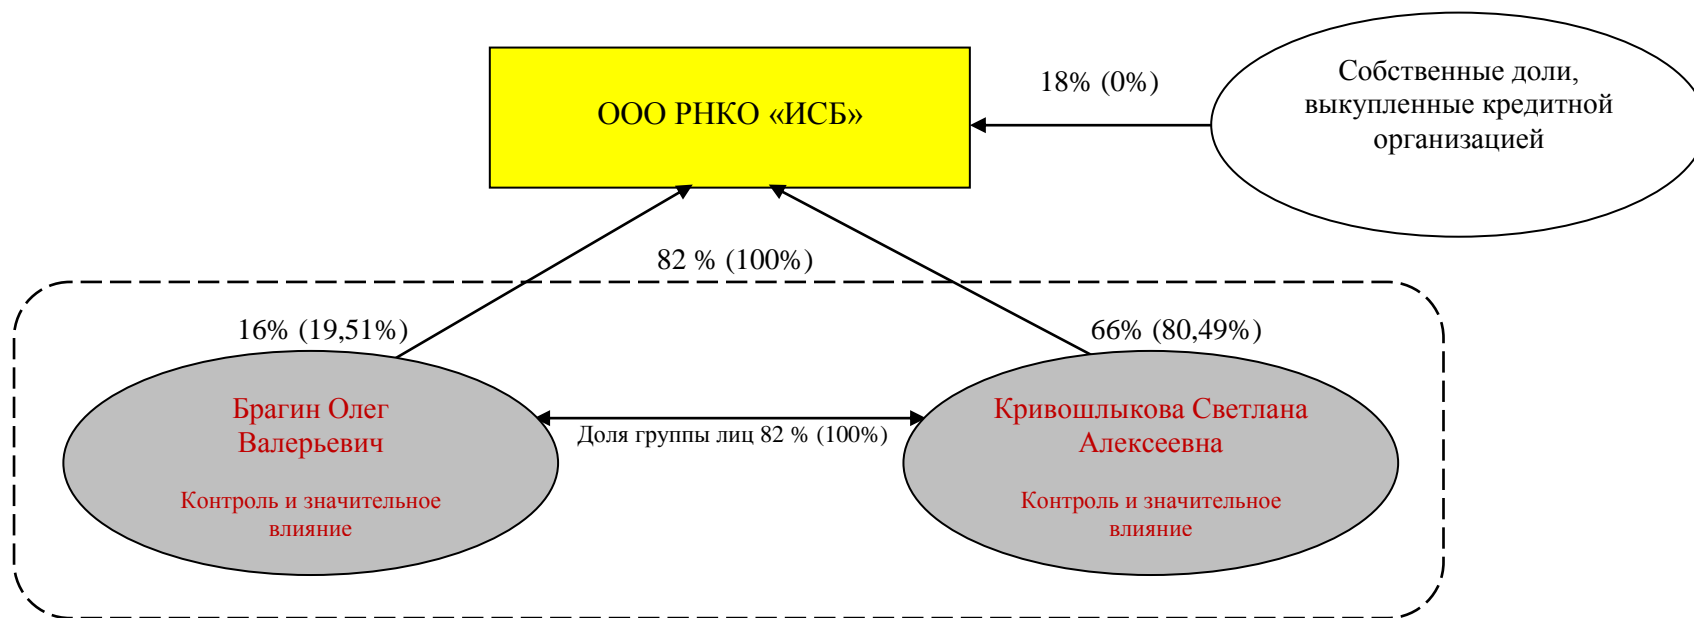 ООО РНКО «ИСБ»
18% (0%)
Собственные доли,
выкупленные кредитной
организацией
82 % (100%)
16% (19,51%)
66% (80,49%)
Брагин Олег
Валерьевич
Контроль и значительное
влияние
Доля группы лиц 82 % (100%)
Кривошлыкова Светлана
Алексеевна
Контроль и значительное
влияние